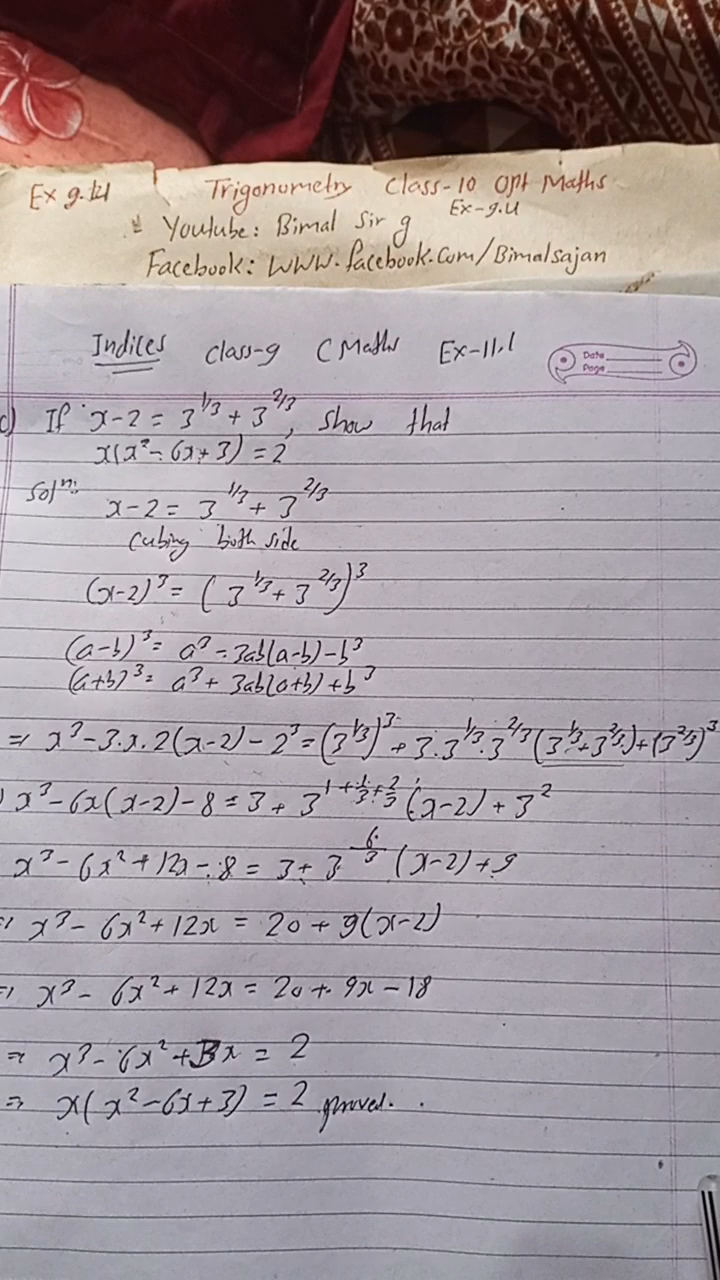 Ex 9.14 Trigonometry Class-10 Opt Maths
Ex-9.4
Youtube: Bimal Sir g
Facebook: WWW.facebook.Com/Bimalsajan
Indices Class-9 C Maths Ex-11.1
Date
Page
c) If x-2 = 3^{1/3} + 3^{2/3}, show that
x(x² - 6x + 3) = 2
Solⁿ:
x-2 = 3^{1/3} + 3^{2/3}
Cubing both side
(x-2)³ = (3^{1/3} + 3^{2/3})³
(a-b)³ = a³ - 3ab(a-b) - b³
(a+b)³ = a³ + 3ab(a+b) + b³
⇒ x³ - 3.x.2(x-2) - 2³ = (3^{1/3})³ + 3.3^{1/3}.3^{2/3}(3^{1/3} + 3^{2/3}) + (3^{2/3})³
x³ - 6x(x-2) - 8 = 3 + 3^{1+1/3+2/3}(x-2) + 3²
x³ - 6x² + 12x - 8 = 3 + 3^{6/3}(x-2) + 9
⇒ x³ - 6x² + 12x = 20 + 9(x-2)
⇒ x³ - 6x² + 12x = 20 + 9x - 18
⇒ x³ - 6x² + 3x = 2
⇒ x(x² - 6x + 3) = 2 proved.